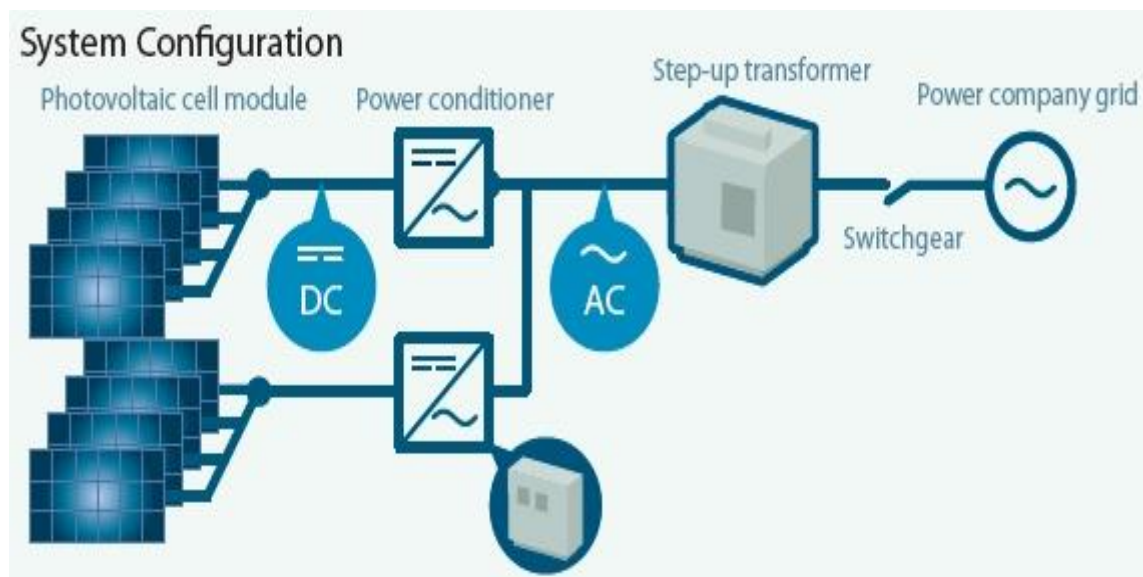 System Configuration
Photovoltaic cell module
Power conditioner
Step-up transformer
Power company grid
DC
AC
Switchgear